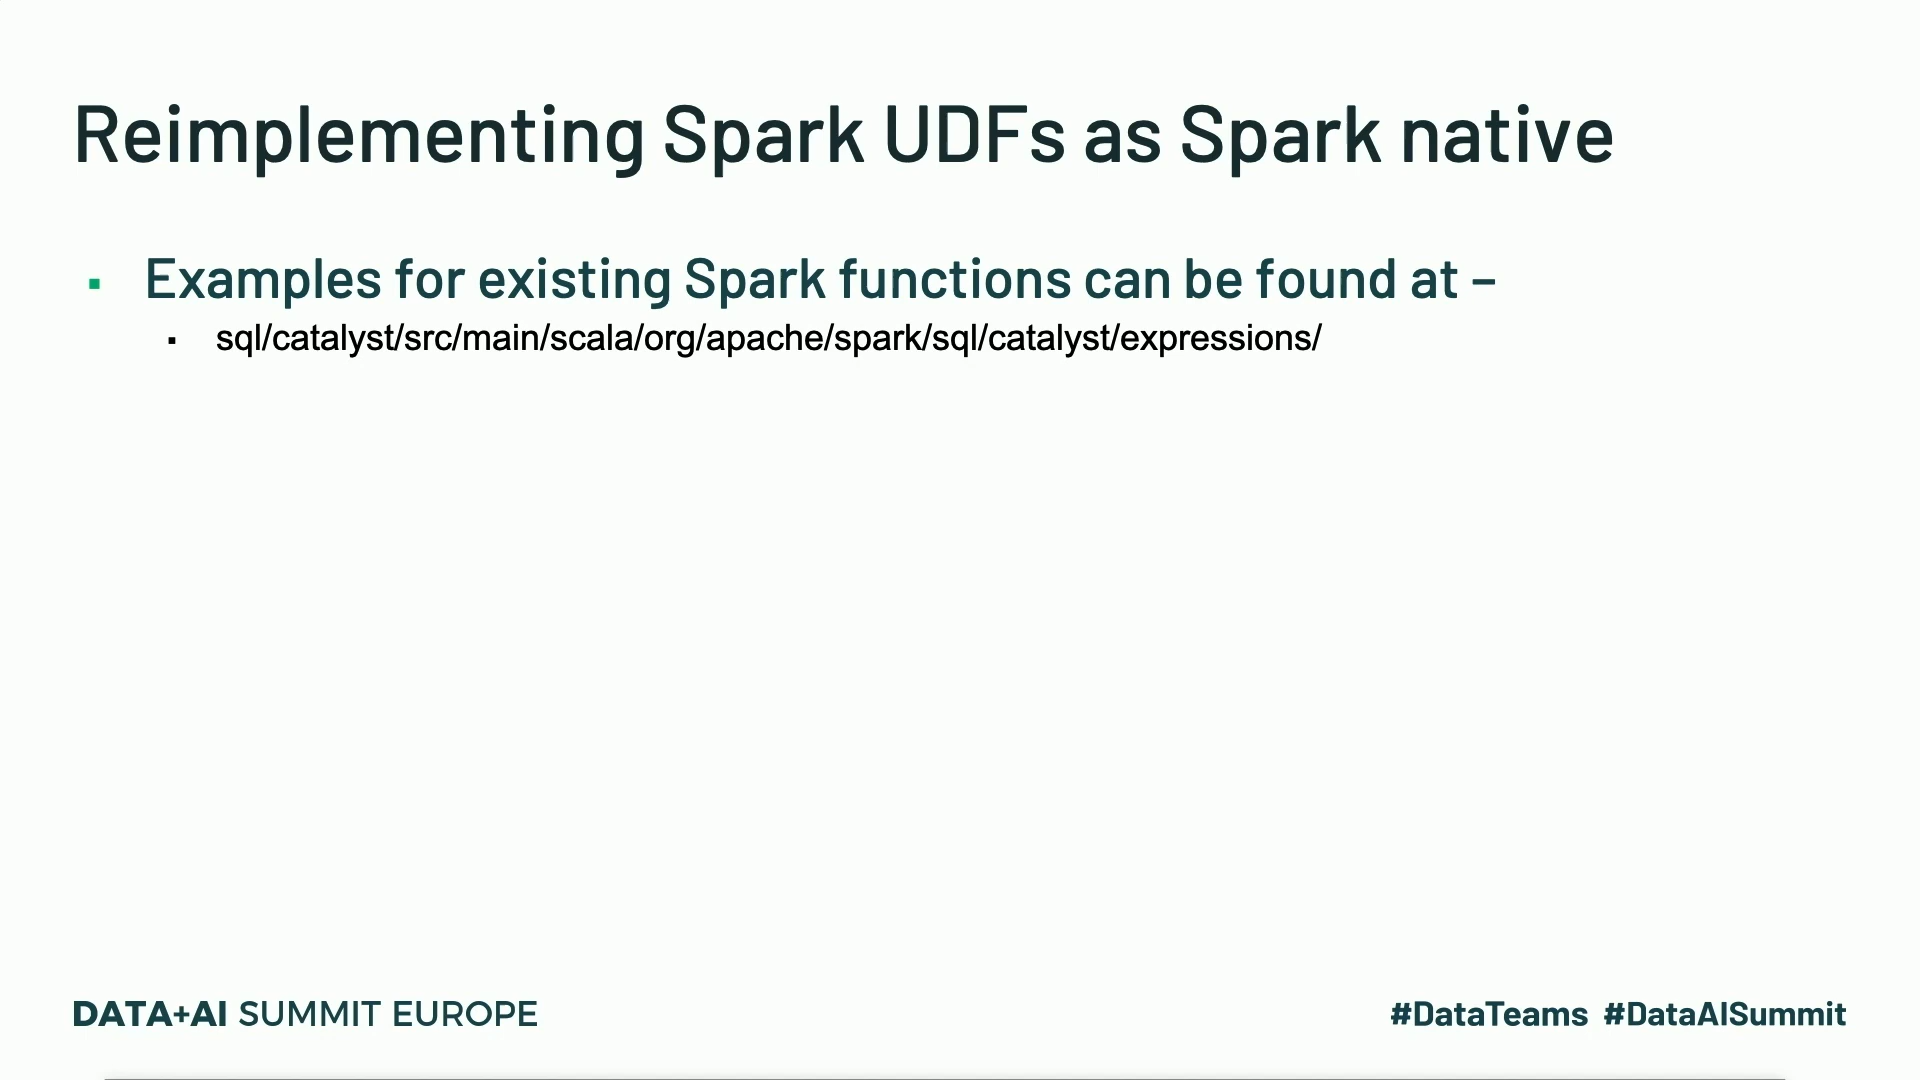 Reimplementing Spark UDFs as Spark native
▪ Examples for existing Spark functions can be found at –
▪ sql/catalyst/src/main/scala/org/apache/spark/sql/catalyst/expressions/
DATA+AI SUMMIT EUROPE
#DataTeams #DataAISummit